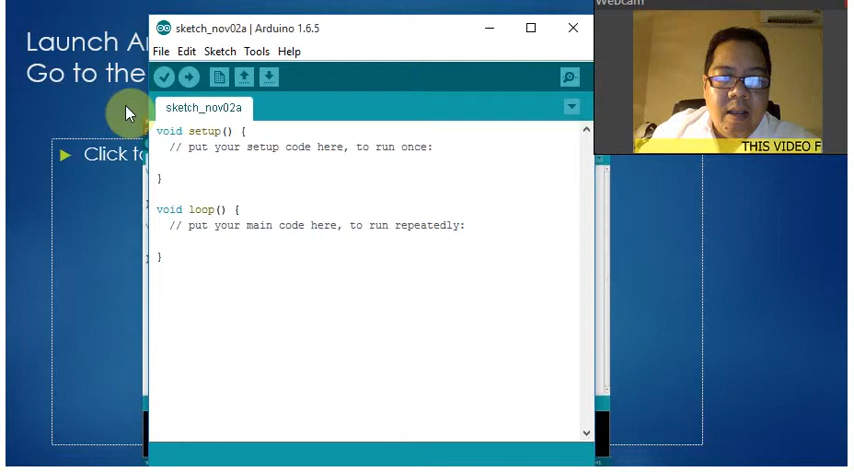 Webcam
Launch
Go to the
sketch_nov02a | Arduino 1.6.5
File Edit Sketch Tools Help
sketch_nov02a
void setup() {
// put your setup code here, to run once:
}
void loop() {
// put your main code here, to run repeatedly:
}
Click
THIS VIDEO